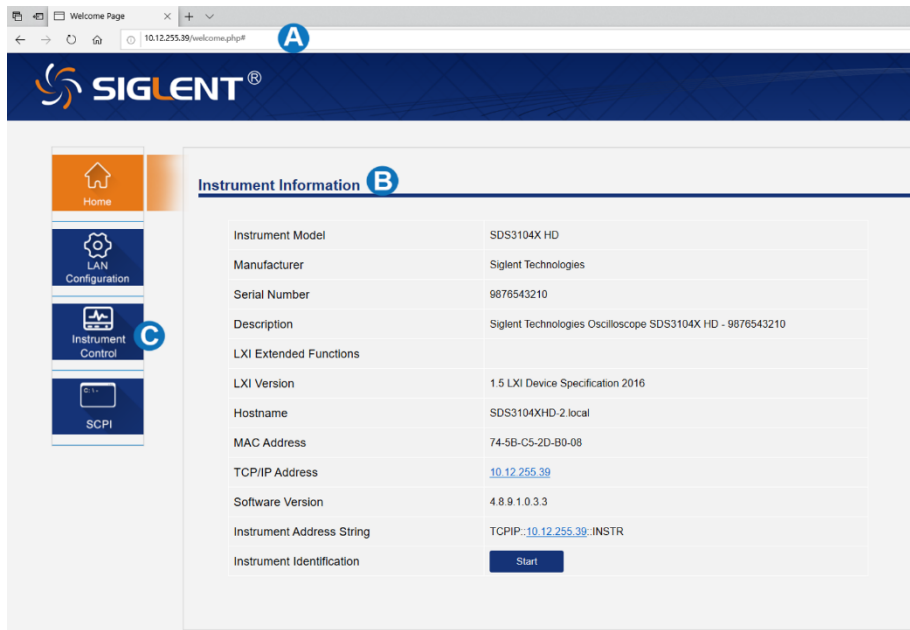 Welcome Page
10.12.255.39/welcome.php#
A
SIGLENT®
Home
LAN
Configuration
Instrument
Control
C
C:\-
SCPI
Instrument Information B
Instrument Model SDS3104X HD
Manufacturer Siglent Technologies
Serial Number 9876543210
Description Siglent Technologies Oscilloscope SDS3104X HD - 9876543210
LXI Extended Functions
LXI Version 1.5 LXI Device Specification 2016
Hostname SDS3104XHD-2.local
MAC Address 74-5B-C5-2D-B0-08
TCP/IP Address 10.12.255.39
Software Version 4.8.9.1.0.3.3
Instrument Address String TCPIP::10.12.255.39::INSTR
Instrument Identification Start